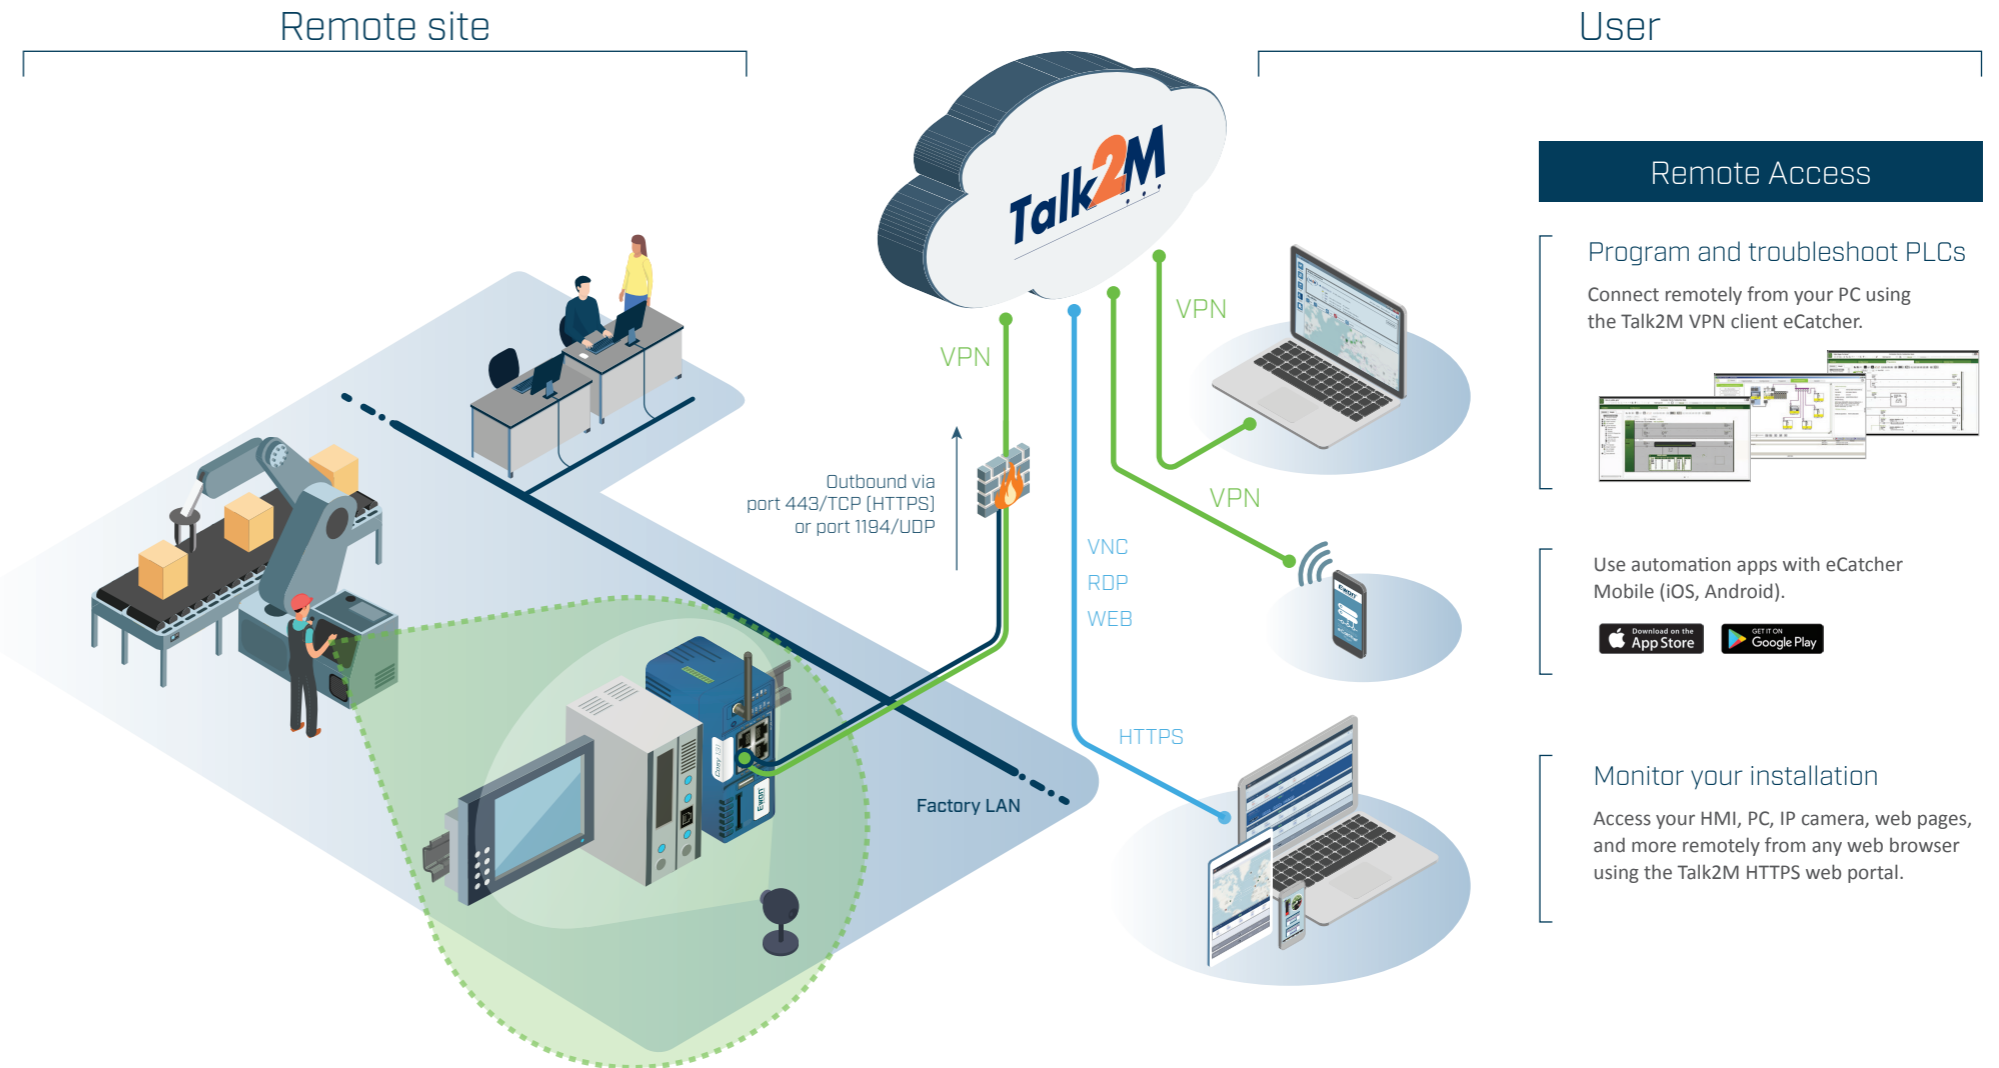 Remote site
User
Talk2M
Remote Access
Program and troubleshoot PLCs
Connect remotely from your PC using
the Talk2M VPN client eCatcher.
VPN
VPN
VPN
Outbound via
port 443/TCP (HTTPS)
or port 1194/UDP
VNC
RDP
WEB
HTTPS
Use automation apps with eCatcher
Mobile (iOS, Android).
Download on the
App Store
GET IT ON
Google Play
Ewon
Cosy 131
Ewon
Factory LAN
Monitor your installation
Access your HMI, PC, IP camera, web pages,
and more remotely from any web browser
using the Talk2M HTTPS web portal.